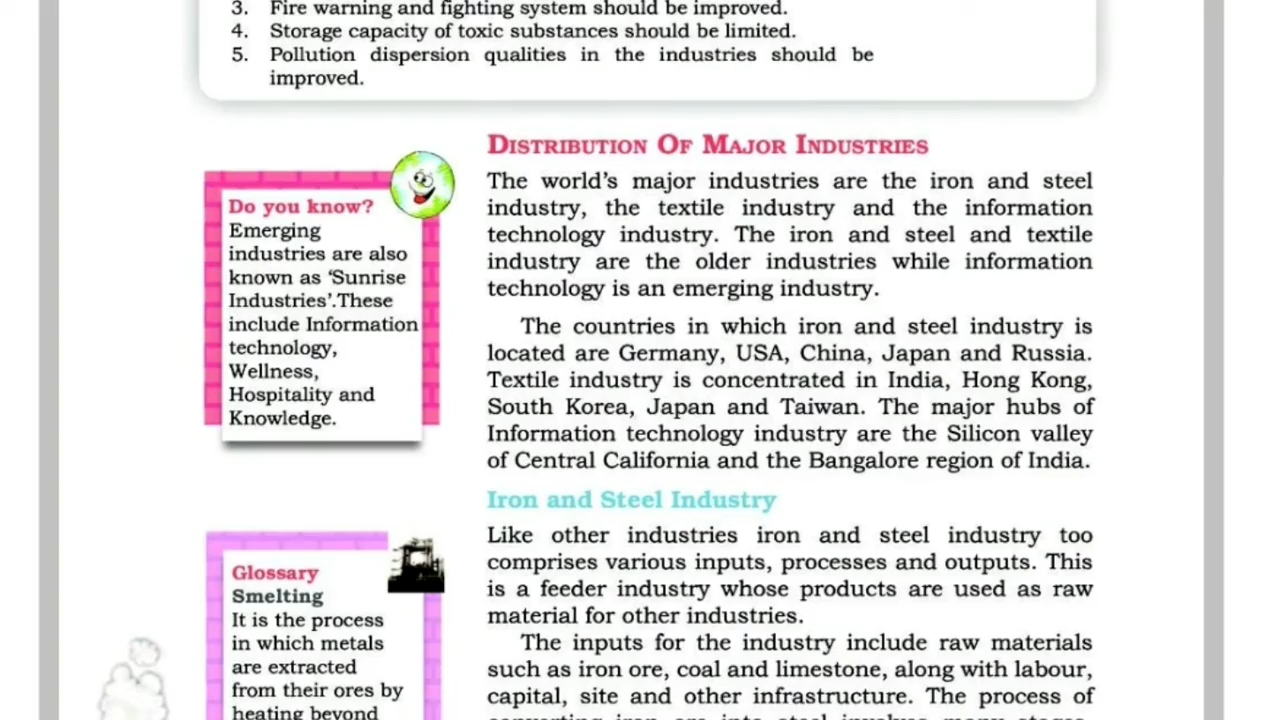 3. Fire warning and fighting system should be improved.
4. Storage capacity of toxic substances should be limited.
5. Pollution dispersion qualities in the industries should be
improved.
DISTRIBUTION OF MAJOR INDUSTRIES
The world's major industries are the iron and steel
industry, the textile industry and the information
technology industry. The iron and steel and textile
industry are the older industries while information
technology is an emerging industry.
The countries in which iron and steel industry is
located are Germany, USA, China, Japan and Russia.
Textile industry is concentrated in India, Hong Kong,
South Korea, Japan and Taiwan. The major hubs of
Information technology industry are the Silicon valley
of Central California and the Bangalore region of India.
Do you know?
Emerging
industries are also
known as ‘Sunrise
Industries’.These
include Information
technology,
Wellness,
Hospitality and
Knowledge.
Iron and Steel Industry
Like other industries iron and steel industry too
comprises various inputs, processes and outputs. This
is a feeder industry whose products are used as raw
material for other industries.
The inputs for the industry include raw materials
such as iron ore, coal and limestone, along with labour,
capital, site and other infrastructure. The process of
converting iron ore into steel involves many stages.
Glossary
Smelting
It is the process
in which metals
are extracted
from their ores by
heating beyond